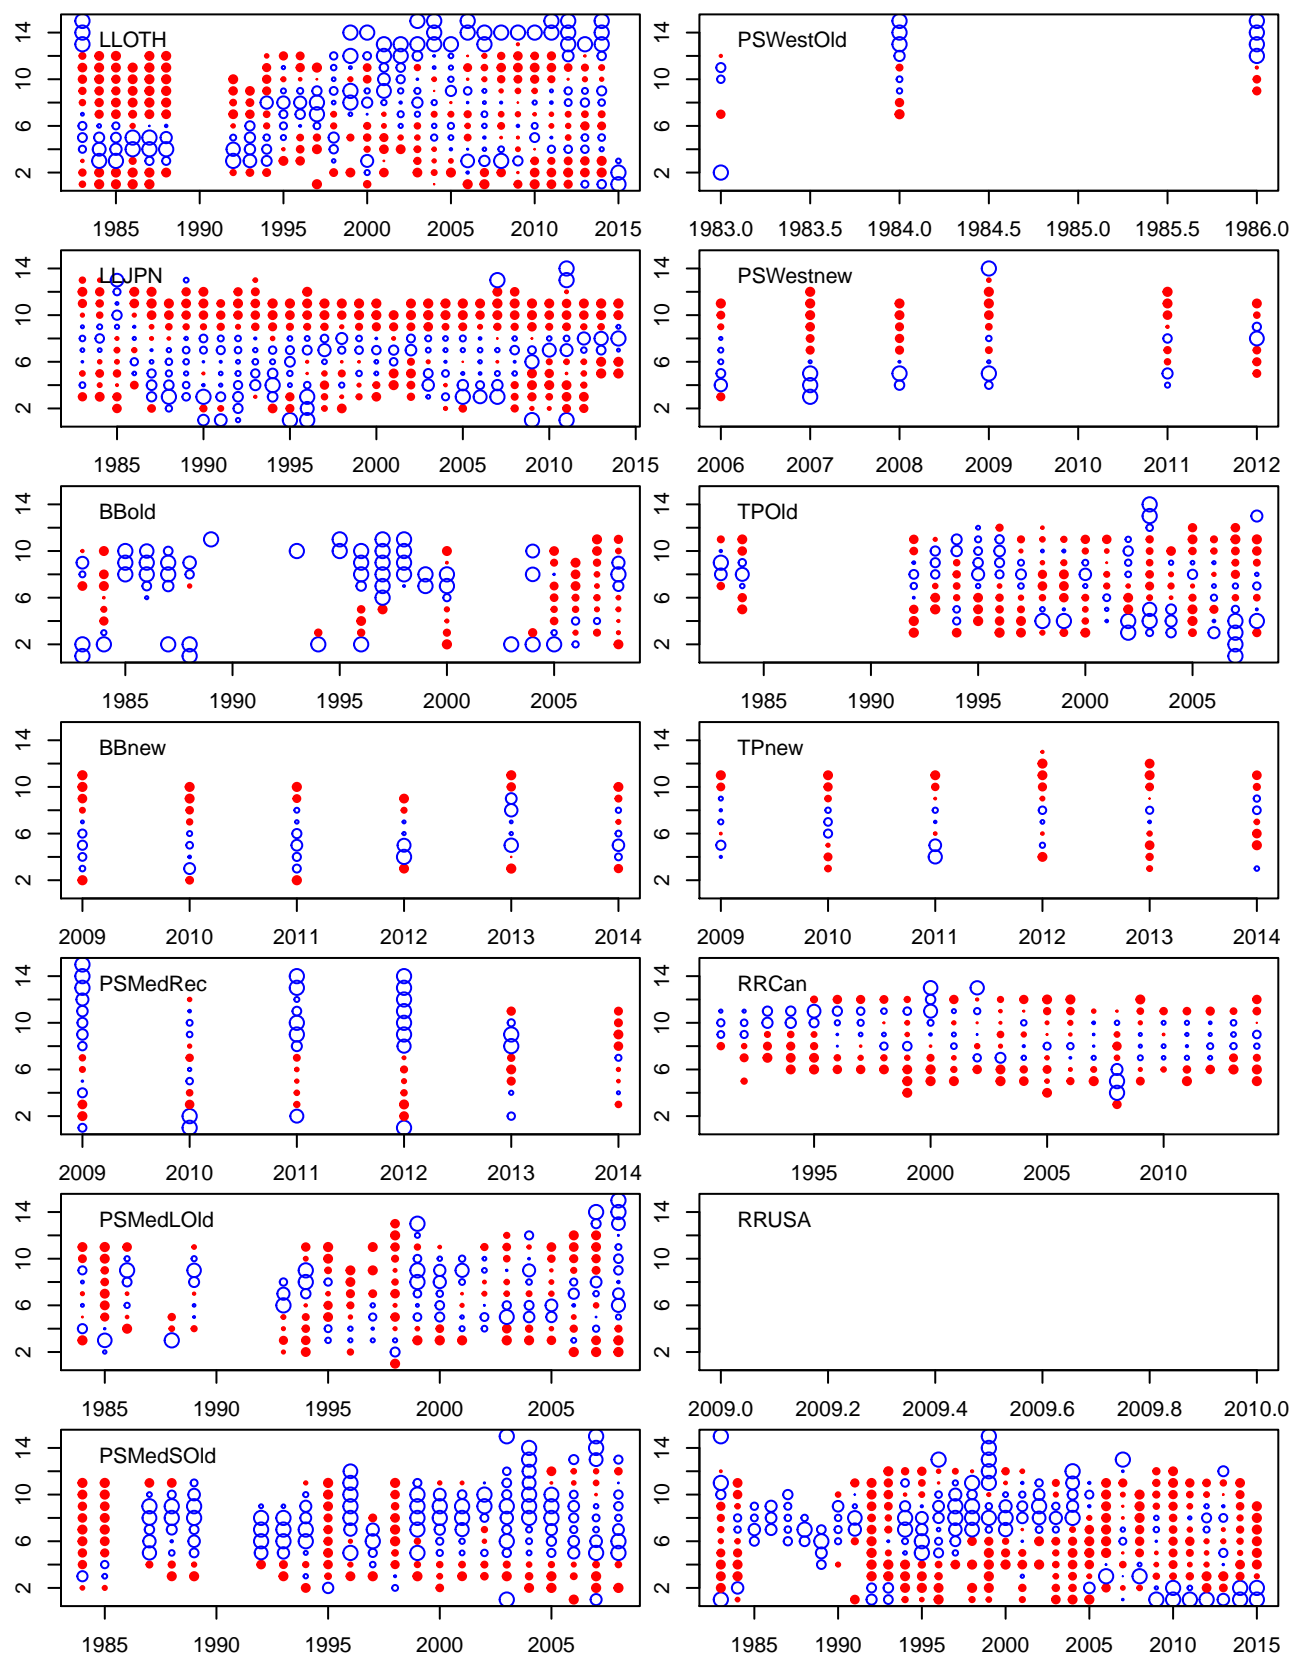 LLOTH
2 6 10 14
1985 1990 1995 2000 2005 2010 2015
PSWestOld
2 6 10 14
1983.0 1983.5 1984.0 1984.5 1985.0 1985.5 1986.0
LLJPN
2 6 10 14
1985 1990 1995 2000 2005 2010 2015
PSWestnew
2 6 10 14
2006 2007 2008 2009 2010 2011 2012
BBold
2 6 10 14
1985 1990 1995 2000 2005
TPOld
2 6 10 14
1985 1990 1995 2000 2005
BBnew
2 6 10 14
2009 2010 2011 2012 2013 2014
TPnew
2 6 10 14
2009 2010 2011 2012 2013 2014
PSMedRec
2 6 10 14
2009 2010 2011 2012 2013 2014
RRCan
2 6 10 14
1995 2000 2005 2010
PSMedLOld
2 6 10 14
1985 1990 1995 2000 2005
RRUSA
2 6 10 14
2009.0 2009.2 2009.4 2009.6 2009.8 2010.0
PSMedSOld
2 6 10 14
1985 1990 1995 2000 2005
2 6 10 14
1985 1990 1995 2000 2005 2010 2015